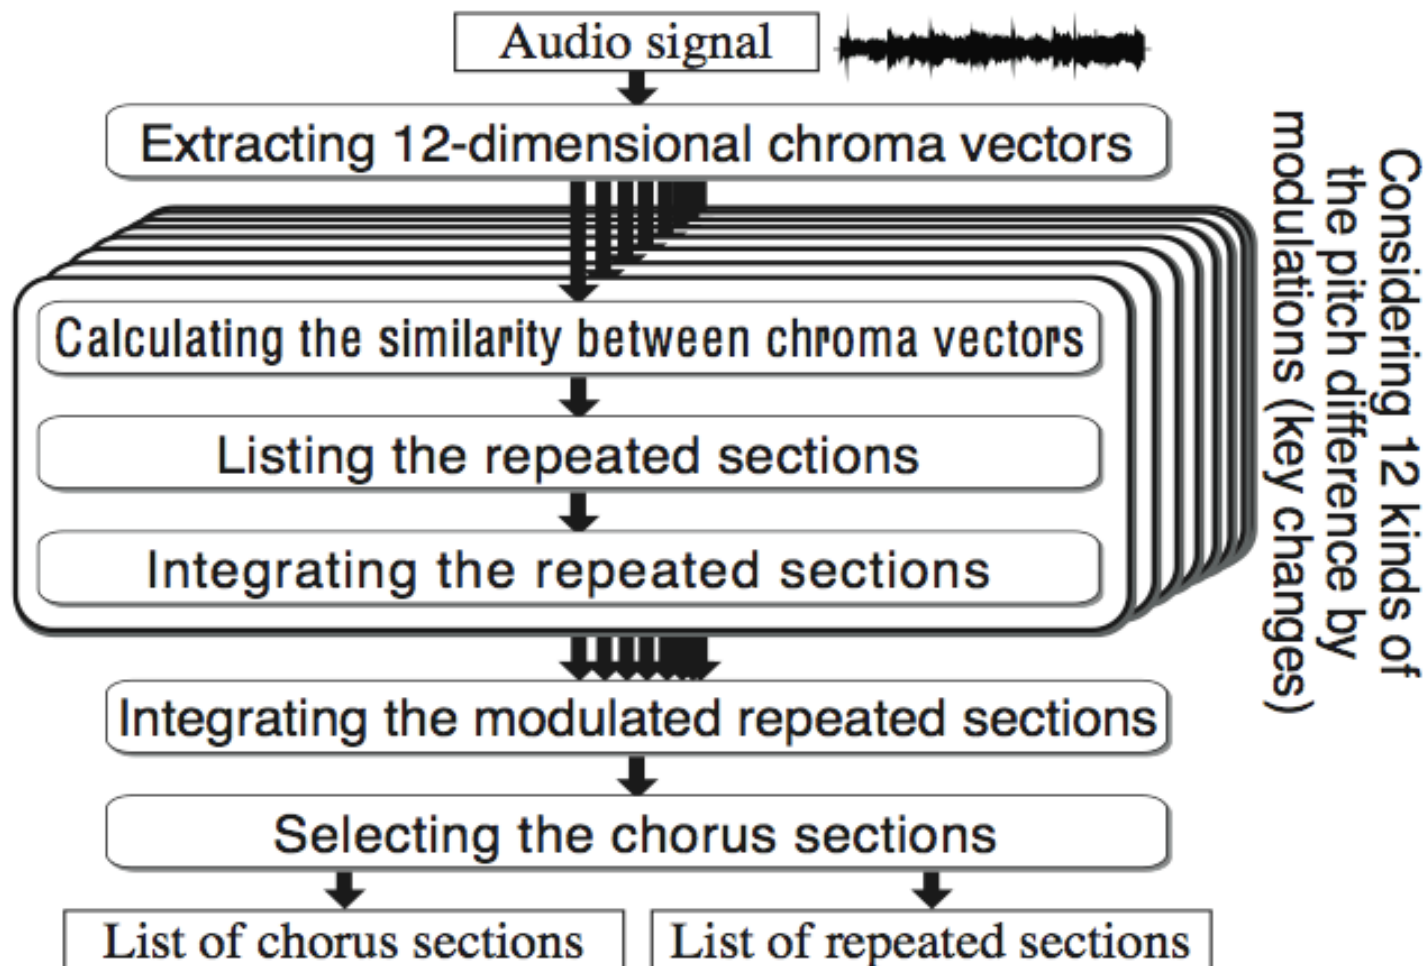 Audio signal
Extracting 12-dimensional chroma vectors
Calculating the similarity between chroma vectors
Listing the repeated sections
Integrating the repeated sections
Considering 12 kinds of
the pitch difference by
modulations (key changes)
Integrating the modulated repeated sections
Selecting the chorus sections
List of chorus sections
List of repeated sections